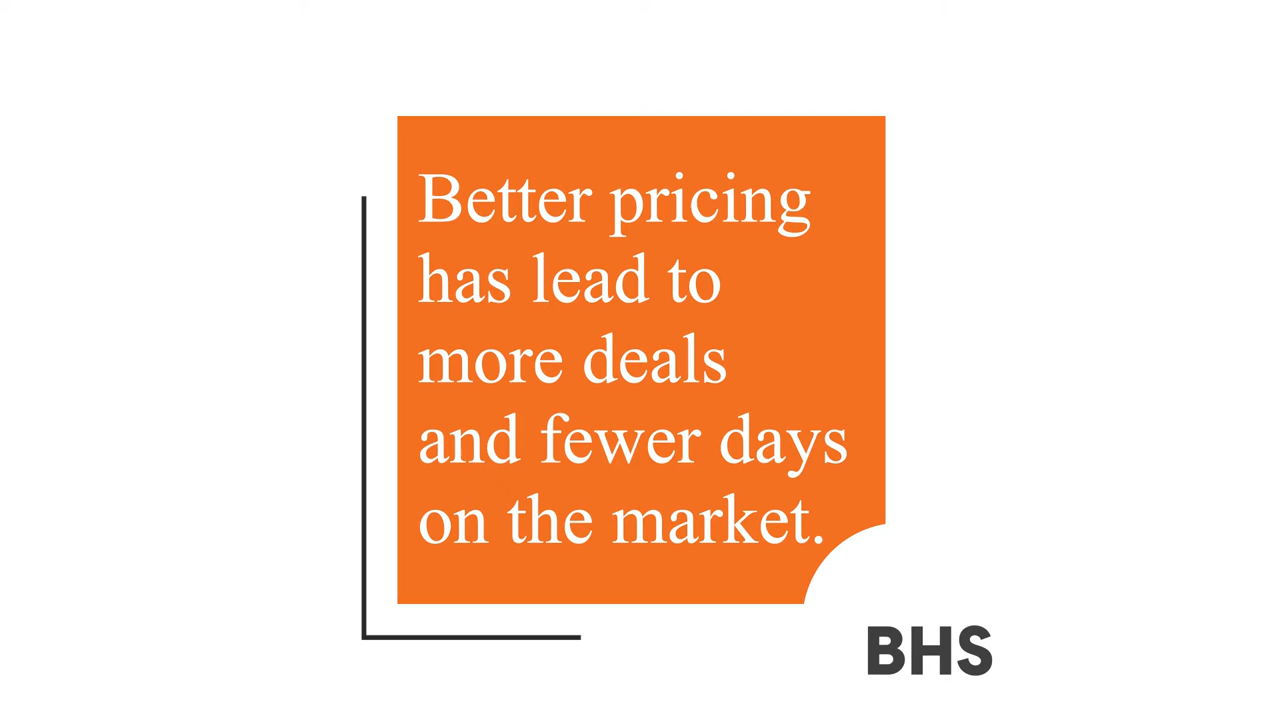 Better pricing
has lead to
more deals
and fewer days
on the market.
BHS